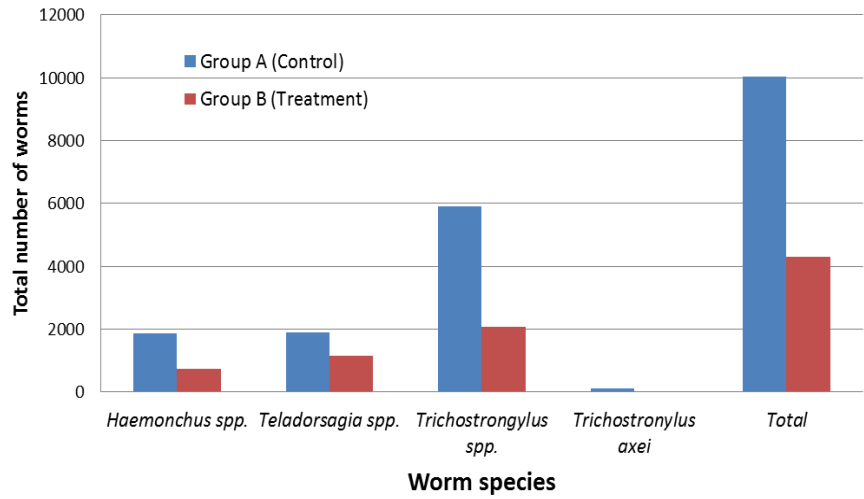 12000
10000
8000
6000
4000
2000
0
Total number of worms
Group A (Control)
Group B (Treatment)
Haemonchus spp.
Teladorsagia spp.
Trichostrongylus
spp.
Trichostronylus
axei
Total
Worm species